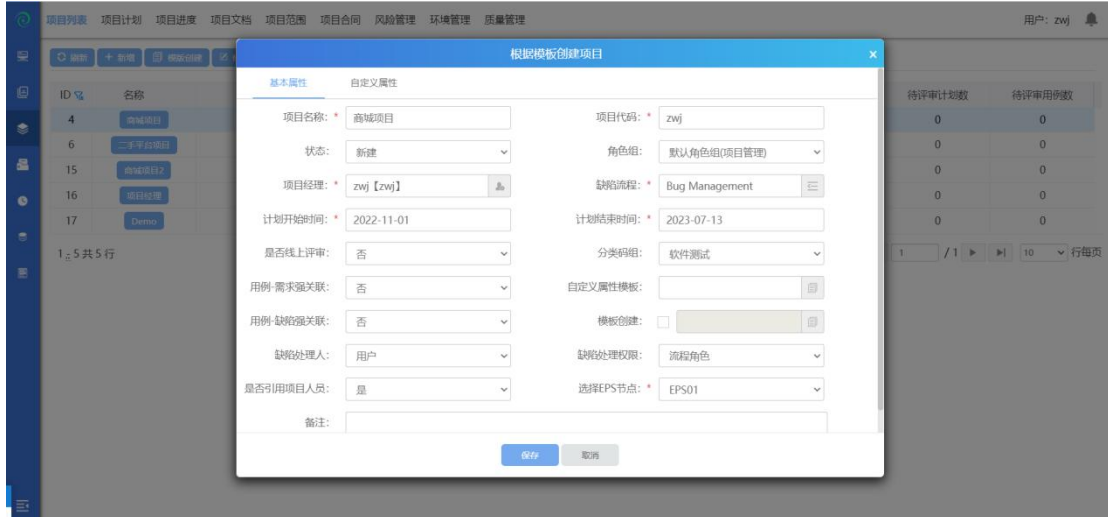 项目列表 项目计划 项目进度 项目文档 项目范围 项目合同 风险管理 环境管理 质量管理 用户: zwj
刷新 新增 模板创建
根据模板创建项目 ×
基本属性 自定义属性
ID 名称 待评审计划数 待评审用例数
4 商城项目 0 0
6 二手平台项目 0 0
15 商城项目2 0 0
16 项目经理 0 0
17 Demo 0 0
1 - 5 共 5 行 1 / 1 10 行每页
项目名称: * 商城项目 项目代码: * zwj
状态: 新建 角色组: 默认角色组(项目管理)
项目经理: * zwj【zwj】 缺陷流程: * Bug Management
计划开始时间: * 2022-11-01 计划结束时间: * 2023-07-13
是否线上评审: 否 分类码组: 软件测试
用例-需求强关联: 否 自定义属性模板:
用例-缺陷强关联: 否 模板创建:
缺陷处理人: 用户 缺陷处理权限: 流程角色
是否引用项目人员: 是 选择EPS节点: * EPS01
备注:
保存 取消